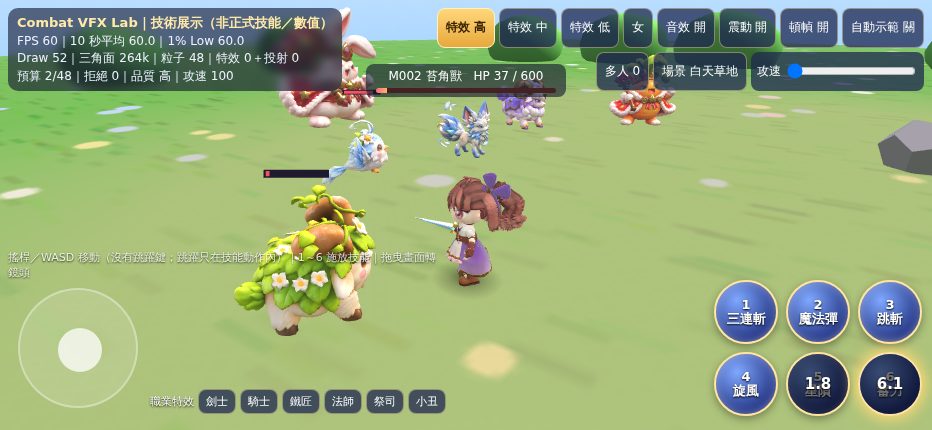 Combat VFX Lab｜技術展示（非正式技能／數值）
FPS 60｜10 秒平均 60.0｜1% Low 60.0
Draw 52｜三角面 264k｜粒子 48｜特效 0＋投射 0
預算 2/48｜拒絕 0｜品質 高｜攻速 100
特效 高
特效 中
特效 低
女
音效 開
震動 開
頓幀 開
自動示範 關
多人 0
場景 白天草地
攻速
M002 苔角獸 HP 37 / 600
搖桿／WASD 移動（沒有跳躍鍵；跳躍只在技能動作內）｜1～6 施放技能｜拖曳畫面轉
鏡頭
1
三連斬
2
魔法彈
3
跳斬
4
旋風
1.8
6.1
職業特效
劍士
騎士
鐵匠
法師
祭司
小丑